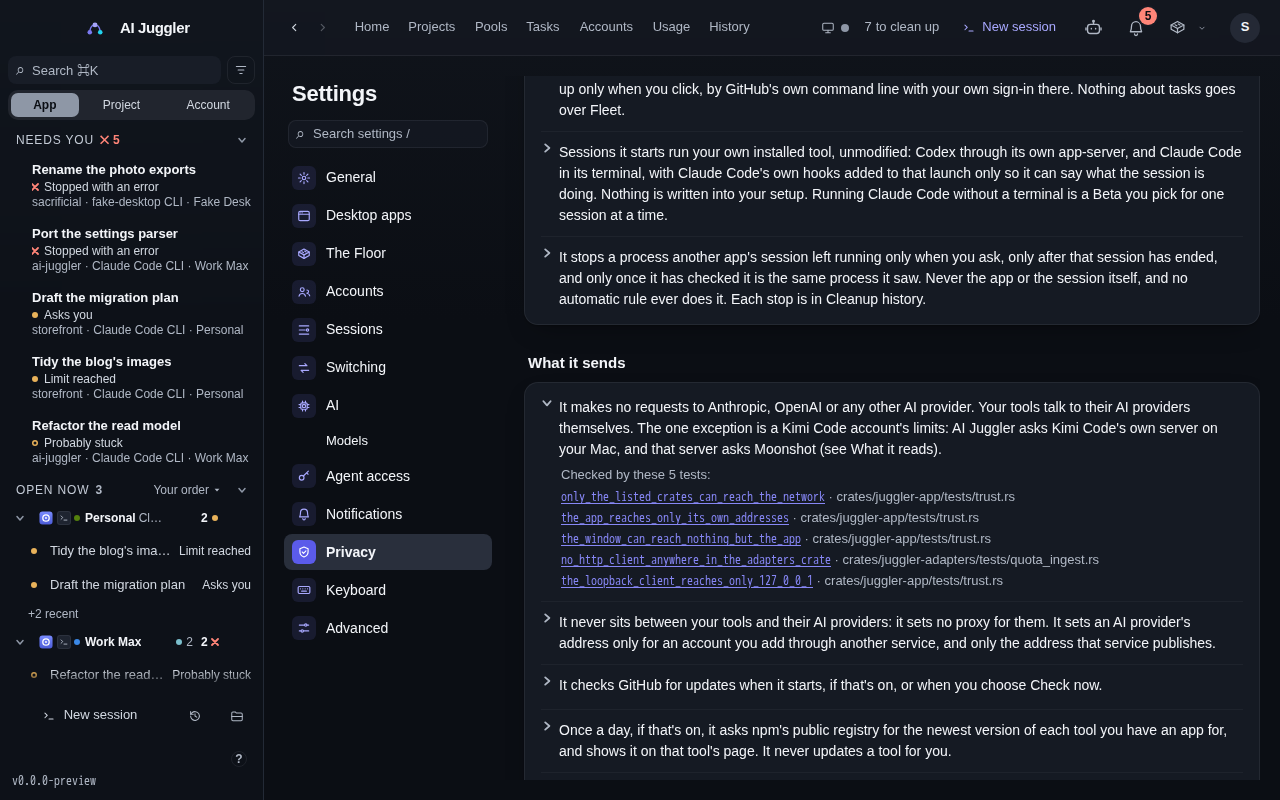 AI Juggler
Search ⌘K
App
Project
Account
NEEDS YOU 5
Rename the photo exports
Stopped with an error
sacrificial · fake-desktop CLI · Fake Desk
Port the settings parser
Stopped with an error
ai-juggler · Claude Code CLI · Work Max
Draft the migration plan
Asks you
storefront · Claude Code CLI · Personal
Tidy the blog's images
Limit reached
storefront · Claude Code CLI · Personal
Refactor the read model
Probably stuck
ai-juggler · Claude Code CLI · Work Max
OPEN NOW 3 Your order
Personal Cl… 2
Tidy the blog's ima… Limit reached
Draft the migration plan Asks you
+2 recent
Work Max 2 2
Refactor the read… Probably stuck
New session
?
v0.0.0-preview
Home Projects Pools Tasks Accounts Usage History
7 to clean up
New session
5
S
Settings
Search settings /
General
Desktop apps
The Floor
Accounts
Sessions
Switching
AI
Models
Agent access
Notifications
Privacy
Keyboard
Advanced
up only when you click, by GitHub's own command line with your own sign-in there. Nothing about tasks goes
over Fleet.
Sessions it starts run your own installed tool, unmodified: Codex through its own app-server, and Claude Code
in its terminal, with Claude Code's own hooks added to that launch only so it can say what the session is
doing. Nothing is written into your setup. Running Claude Code without a terminal is a Beta you pick for one
session at a time.
It stops a process another app's session left running only when you ask, only after that session has ended,
and only once it has checked it is the same process it saw. Never the app or the session itself, and no
automatic rule ever does it. Each stop is in Cleanup history.
What it sends
It makes no requests to Anthropic, OpenAI or any other AI provider. Your tools talk to their AI providers
themselves. The one exception is a Kimi Code account's limits: AI Juggler asks Kimi Code's own server on
your Mac, and that server asks Moonshot (see What it reads).
Checked by these 5 tests:
only_the_listed_crates_can_reach_the_network · crates/juggler-app/tests/trust.rs
the_app_reaches_only_its_own_addresses · crates/juggler-app/tests/trust.rs
the_window_can_reach_nothing_but_the_app · crates/juggler-app/tests/trust.rs
no_http_client_anywhere_in_the_adapters_crate · crates/juggler-adapters/tests/quota_ingest.rs
the_loopback_client_reaches_only_127_0_0_1 · crates/juggler-app/tests/trust.rs
It never sits between your tools and their AI providers: it sets no proxy for them. It sets an AI provider's
address only for an account you add through another service, and only the address that service publishes.
It checks GitHub for updates when it starts, if that's on, or when you choose Check now.
Once a day, if that's on, it asks npm's public registry for the newest version of each tool you have an app for,
and shows it on that tool's page. It never updates a tool for you.